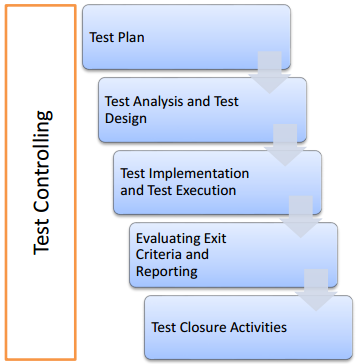 Test Controlling
Test Plan
Test Analysis and Test
Design
Test Implementation
and Test Execution
Evaluating Exit
Criteria and
Reporting
Test Closure Activities